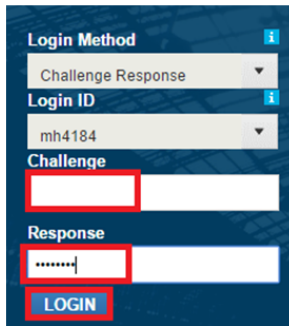 Login Method
i
Challenge Response
Login ID
i
mh4184
Challenge
Response
••••••••
LOGIN